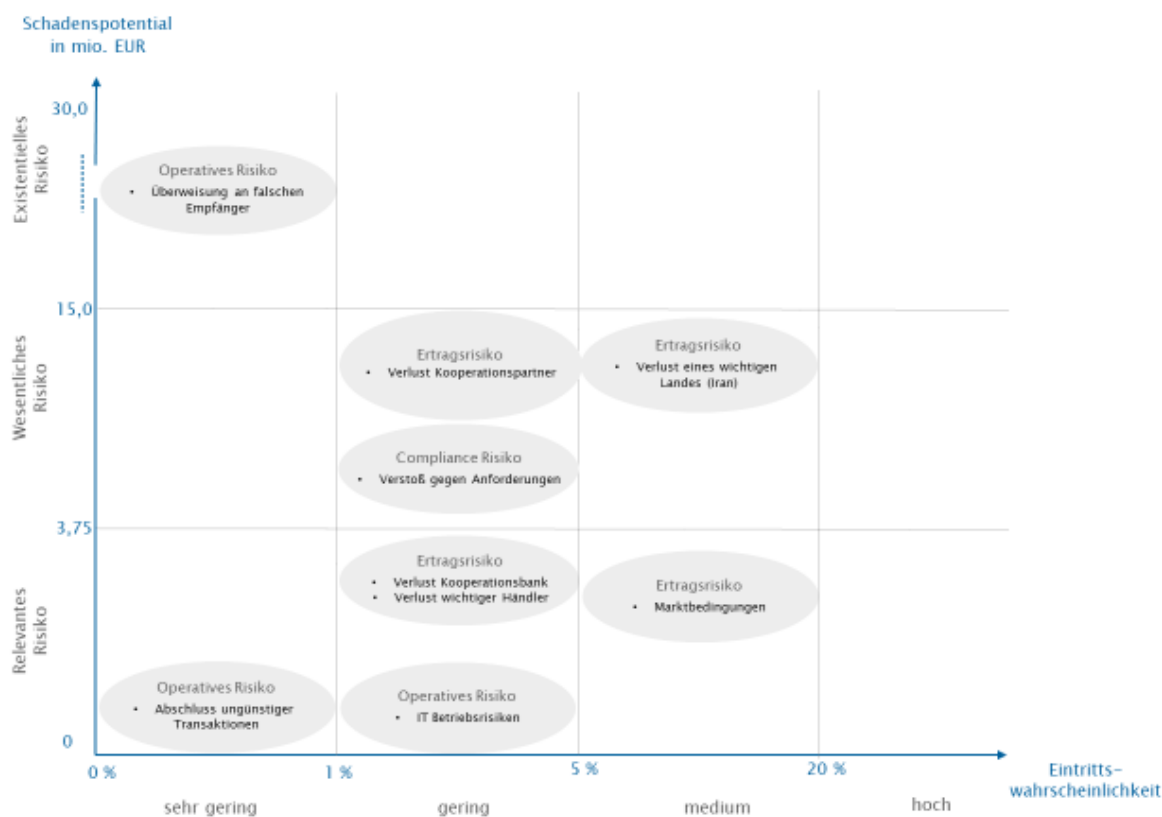 Schadenspotential
in mio. EUR
30,0
Existentielles
Risiko
Operatives Risiko
• Überweisung an falschen
Empfänger
15,0
Wesentliches
Risiko
Ertragsrisiko
• Verlust Kooperationspartner
Ertragsrisiko
• Verlust eines wichtigen
Landes (Iran)
Compliance Risiko
• Verstoß gegen Anforderungen
3,75
Relevantes
Risiko
Ertragsrisiko
• Verlust Kooperationsbank
• Verlust wichtiger Händler
Ertragsrisiko
• Marktbedingungen
Operatives Risiko
• Abschluss ungünstiger
Transaktionen
Operatives Risiko
• IT Betriebsrisiken
0
0 %
1 %
5 %
20 %
Eintritts-
wahrscheinlichkeit
sehr gering
gering
medium
hoch